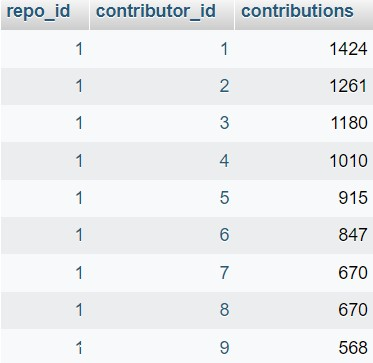 repo_id contributor_id contributions
1 1 1424
1 2 1261
1 3 1180
1 4 1010
1 5 915
1 6 847
1 7 670
1 8 670
1 9 568